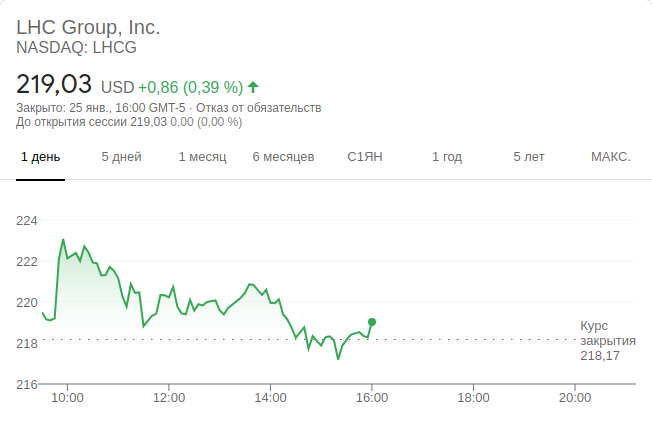 LHC Group, Inc.
NASDAQ: LHCG
219,03 USD +0,86 (0,39 %)
Закрыто: 25 янв., 16:00 GMT-5 · Отказ от обязательств
До открытия сессии 219,03 0,00 (0,00 %)
1 день 5 дней 1 месяц 6 месяцев С1ЯН 1 год 5 лет МАКС.
224
222
220
218
216
Курс
закрытия
218,17
10:00 12:00 14:00 16:00 18:00 20:00